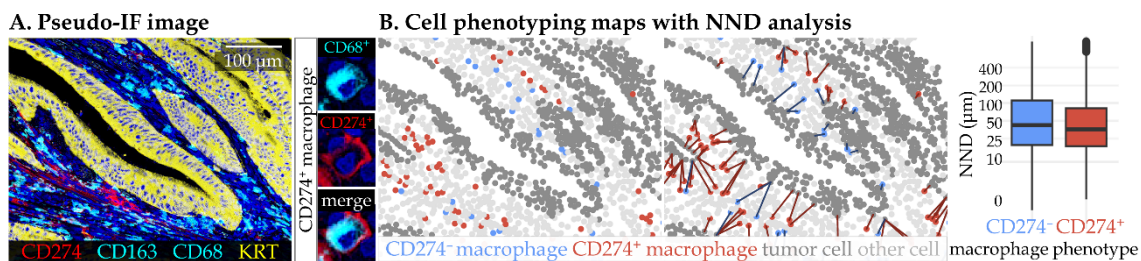 A. Pseudo-IF image
100 μm
CD274 CD163 CD68 KRT
CD274⁺ macrophage
CD68⁺
CD274⁺
merge
B. Cell phenotyping maps with NND analysis
CD274⁻ macrophage CD274⁺ macrophage tumor cell other cell
NND (μm)
400
200
100
50
25
10
0
CD274⁻ CD274⁺
macrophage phenotype